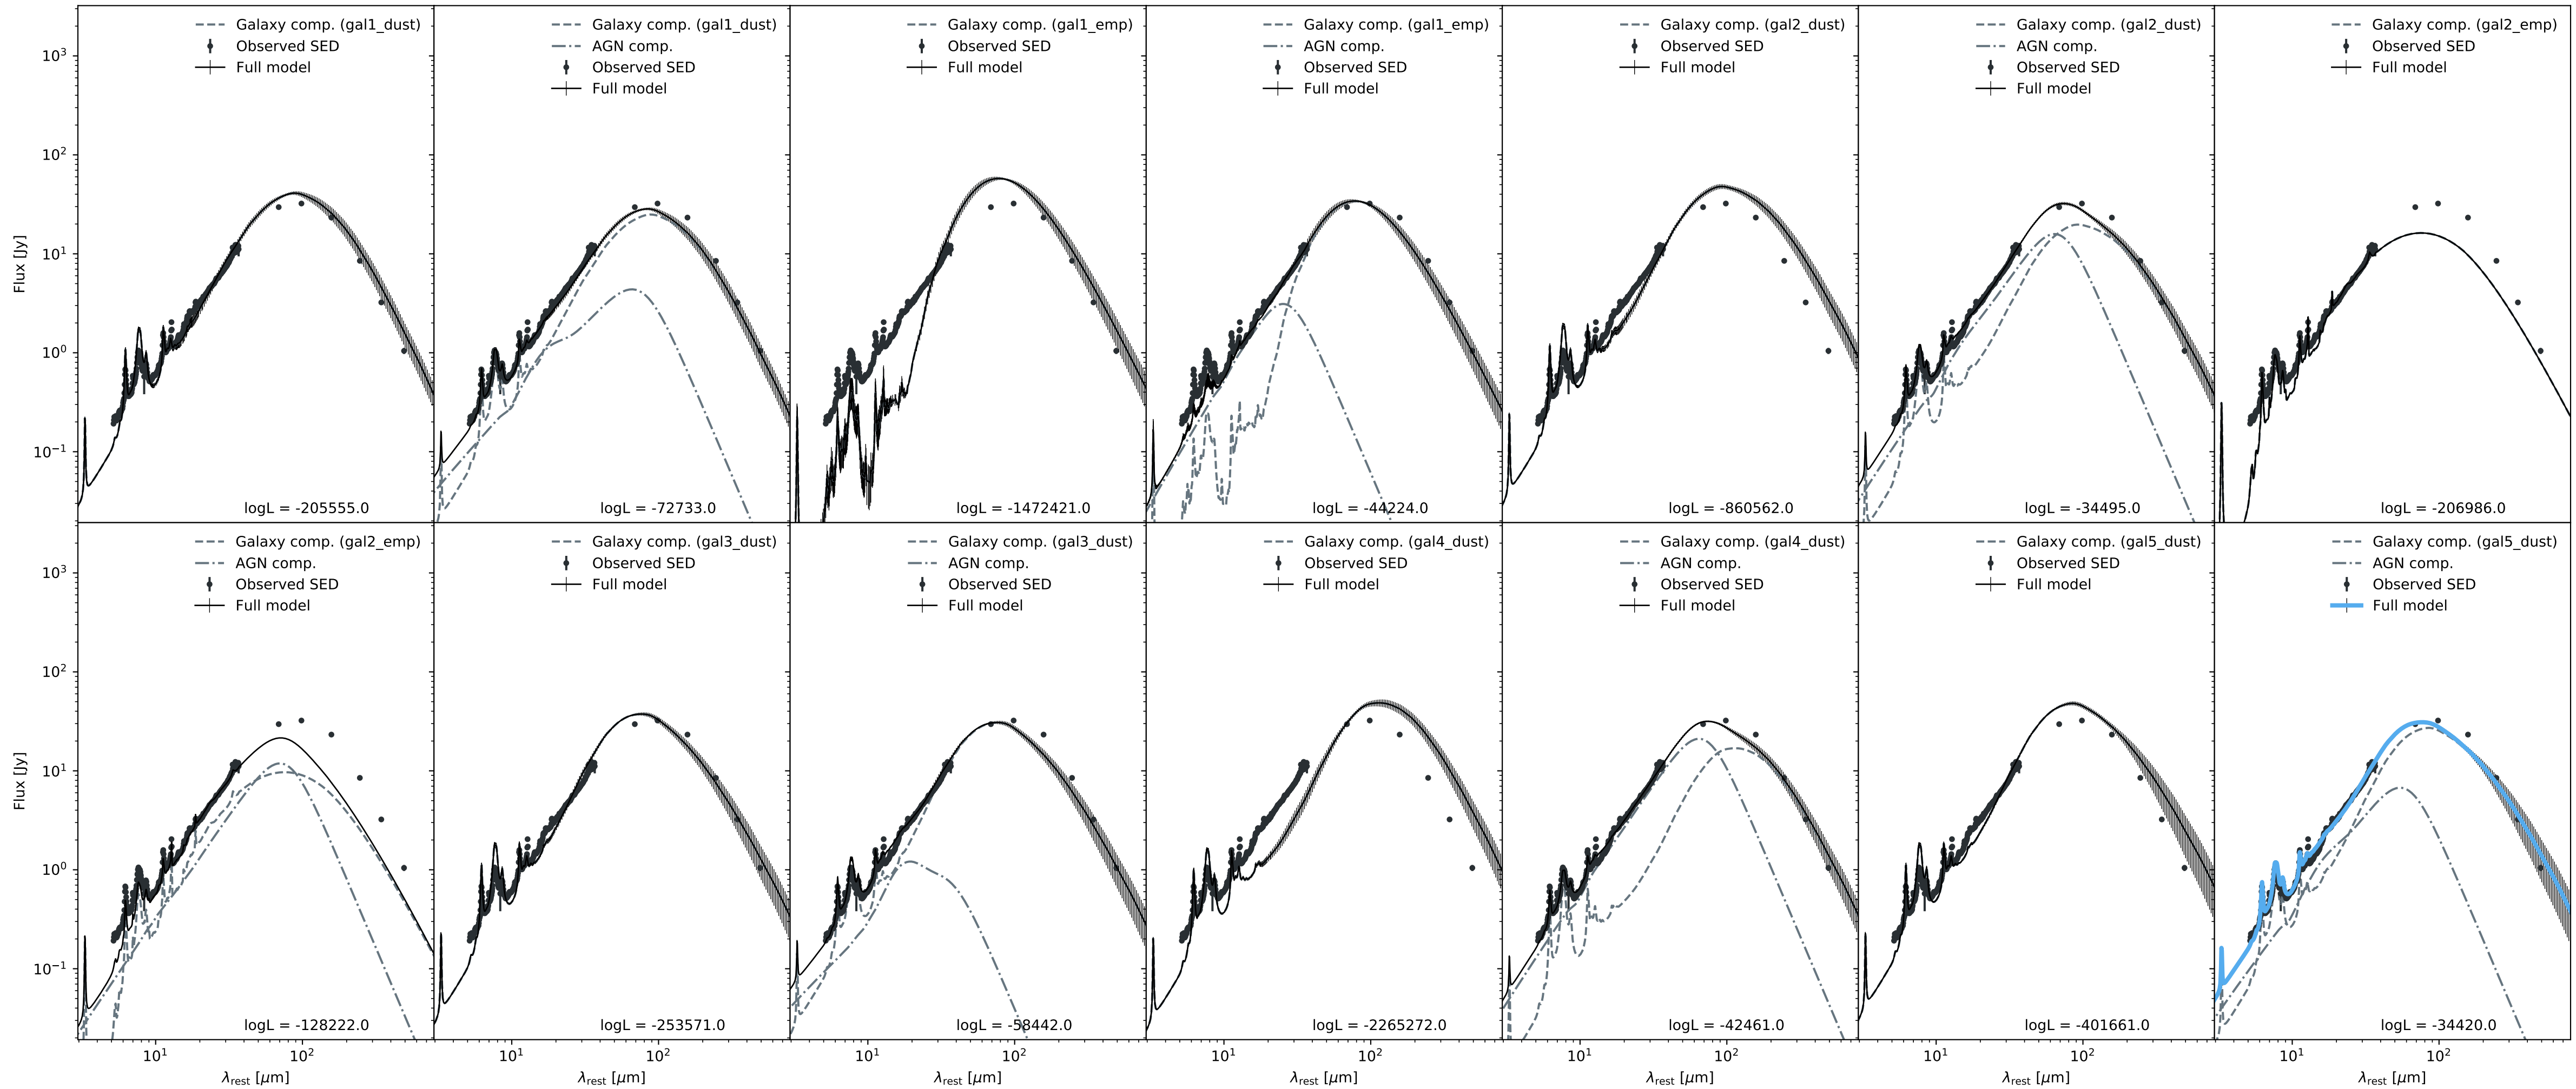 Galaxy comp. (gal1_dust)
Observed SED
Full model
logL = -205555.0
Galaxy comp. (gal1_dust)
AGN comp.
Observed SED
Full model
logL = -72733.0
Galaxy comp. (gal1_emp)
Observed SED
Full model
logL = -1472421.0
Galaxy comp. (gal1_emp)
AGN comp.
Observed SED
Full model
logL = -44224.0
Galaxy comp. (gal2_dust)
Observed SED
Full model
logL = -860562.0
Galaxy comp. (gal2_dust)
AGN comp.
Observed SED
Full model
logL = -34495.0
Galaxy comp. (gal2_emp)
Observed SED
Full model
logL = -206986.0
Flux [Jy]
10³
10²
10¹
10⁰
10⁻¹
Galaxy comp. (gal2_emp)
AGN comp.
Observed SED
Full model
logL = -128222.0
Galaxy comp. (gal3_dust)
Observed SED
Full model
logL = -253571.0
Galaxy comp. (gal3_dust)
AGN comp.
Observed SED
Full model
logL = -58442.0
Galaxy comp. (gal4_dust)
Observed SED
Full model
logL = -2265272.0
Galaxy comp. (gal4_dust)
AGN comp.
Observed SED
Full model
logL = -42461.0
Galaxy comp. (gal5_dust)
Observed SED
Full model
logL = -401661.0
Galaxy comp. (gal5_dust)
AGN comp.
Observed SED
Full model
logL = -34420.0
Flux [Jy]
10³
10²
10¹
10⁰
10⁻¹
10¹ 10² 10¹ 10² 10¹ 10² 10¹ 10² 10¹ 10² 10¹ 10² 10¹ 10²
λrest [μm] λrest [μm] λrest [μm] λrest [μm] λrest [μm] λrest [μm] λrest [μm]